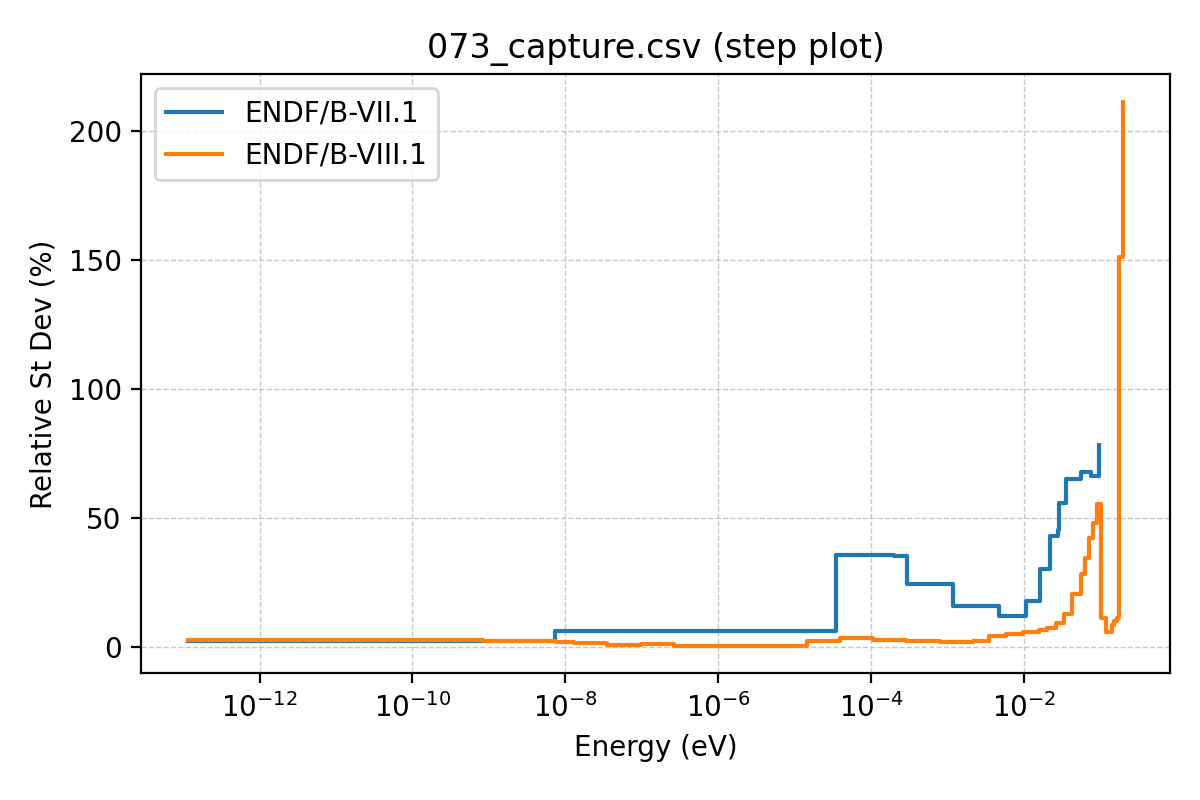 073_capture.csv (step plot)
ENDF/B-VII.1
ENDF/B-VIII.1
Relative St Dev (%)
200
150
100
50
0
10⁻¹² 10⁻¹⁰ 10⁻⁸ 10⁻⁶ 10⁻⁴ 10⁻²
Energy (eV)